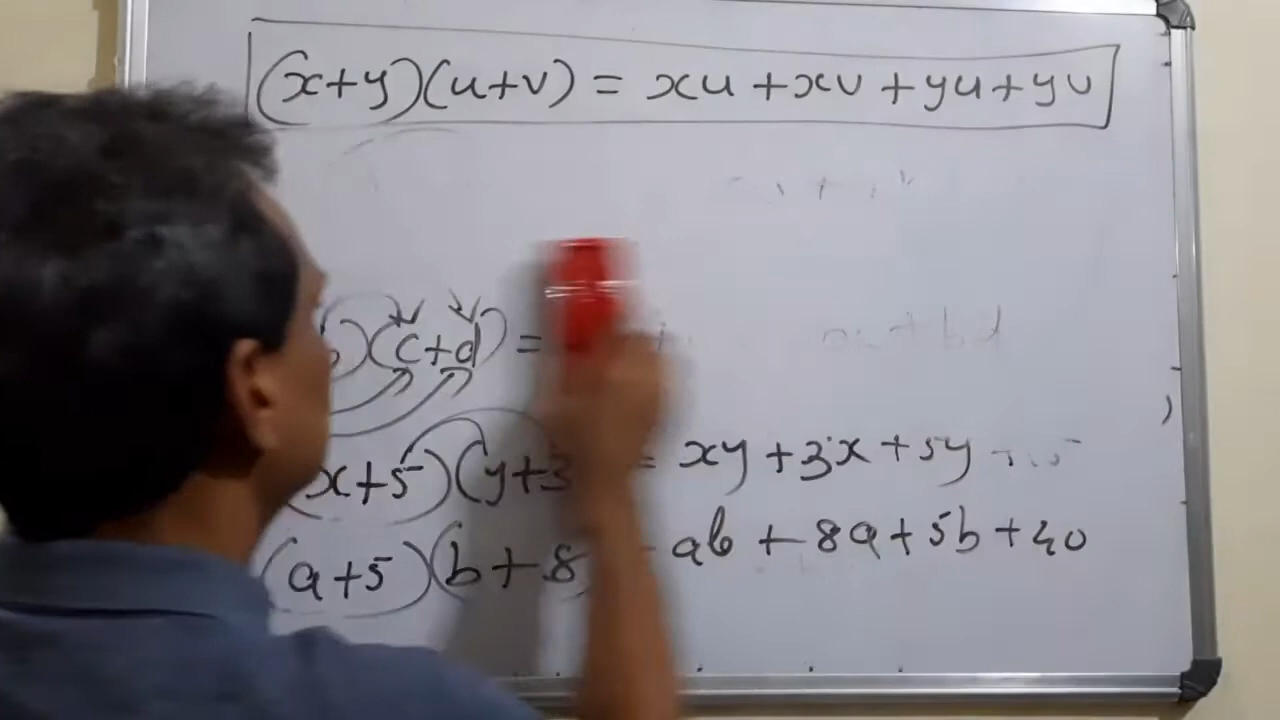 (x+y)(u+v) = xu + xv + yu + yv
)(c+d) =
(x+5)(y+3 = xy + 3x + 5y
(a+5)(b+8 ab + 8a + 5b + 40